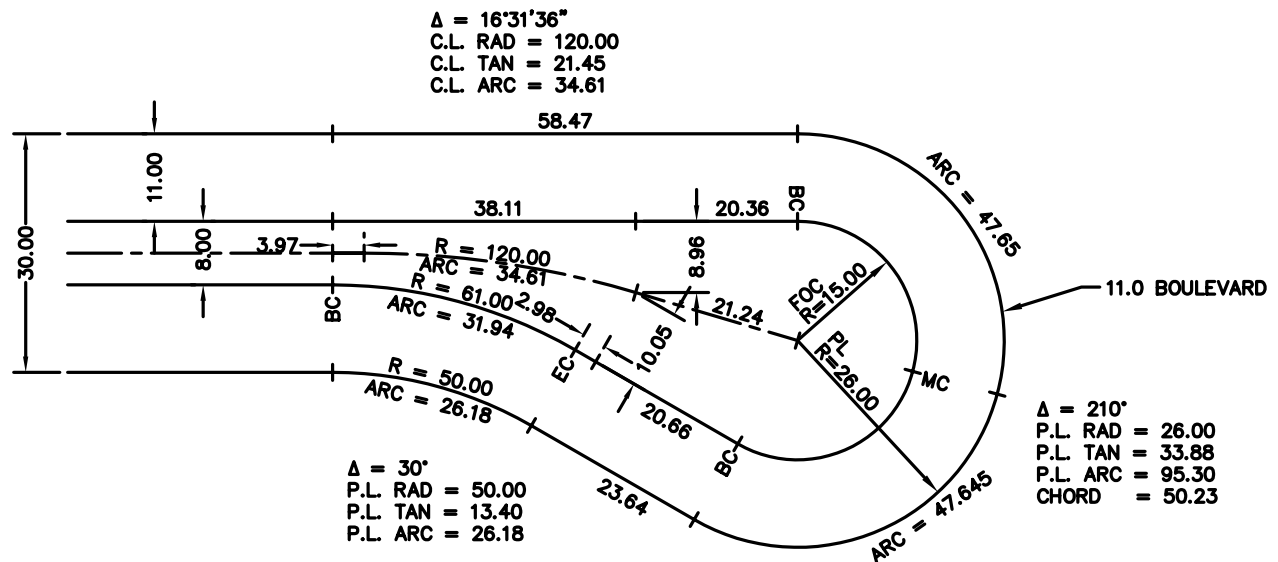 Δ = 16°31'36"
C.L. RAD = 120.00
C.L. TAN = 21.45
C.L. ARC = 34.61
58.47
11.00
30.00
8.00
3.97
38.11
20.36
BC
8.96
ARC = 47.65
R = 120.00
ARC = 34.61
R = 61.00
ARC = 31.94
BC
2.98
10.05
21.24
FOC
R=15.00
11.0 BOULEVARD
PL
R=26.00
MC
EC
R = 50.00
ARC = 26.18
20.66
BC
23.64
Δ = 30°
P.L. RAD = 50.00
P.L. TAN = 13.40
P.L. ARC = 26.18
Δ = 210°
P.L. RAD = 26.00
P.L. TAN = 33.88
P.L. ARC = 95.30
CHORD = 50.23
ARC = 47.645